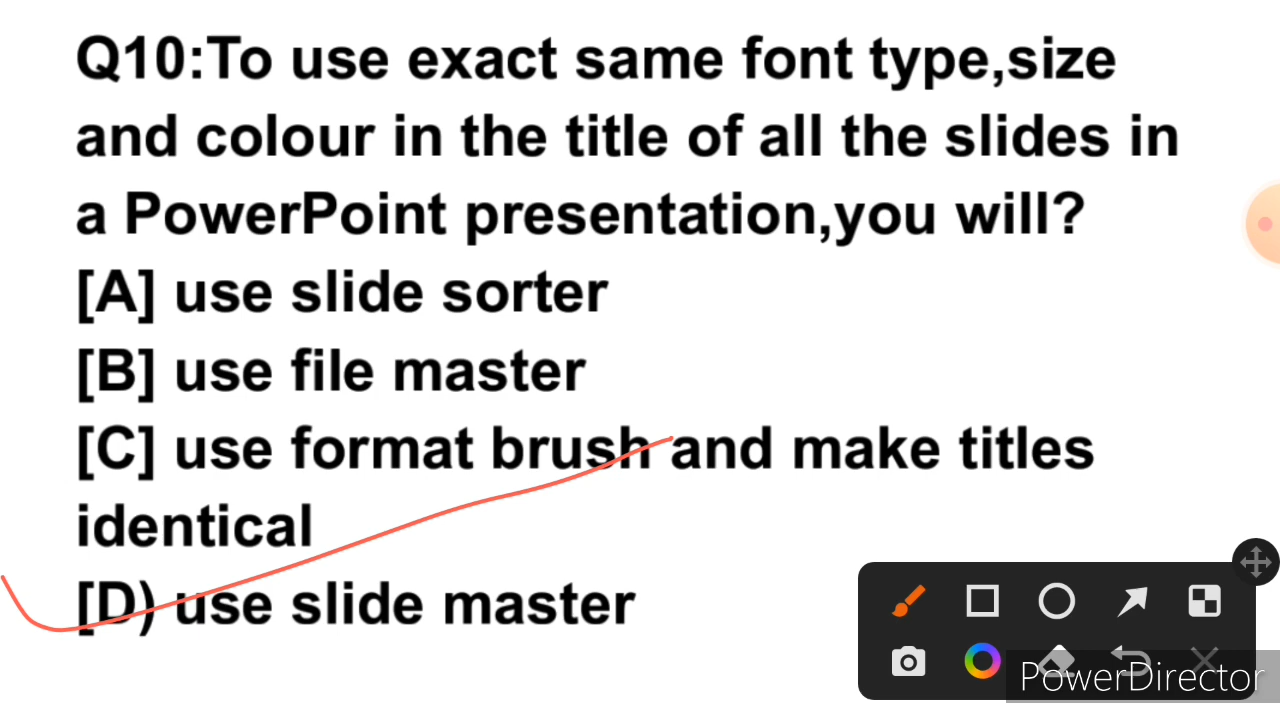 Q10:To use exact same font type,size
and colour in the title of all the slides in
a PowerPoint presentation,you will?
[A] use slide sorter
[B] use file master
[C] use format brush and make titles
identical
[D) use slide master
PowerDirector